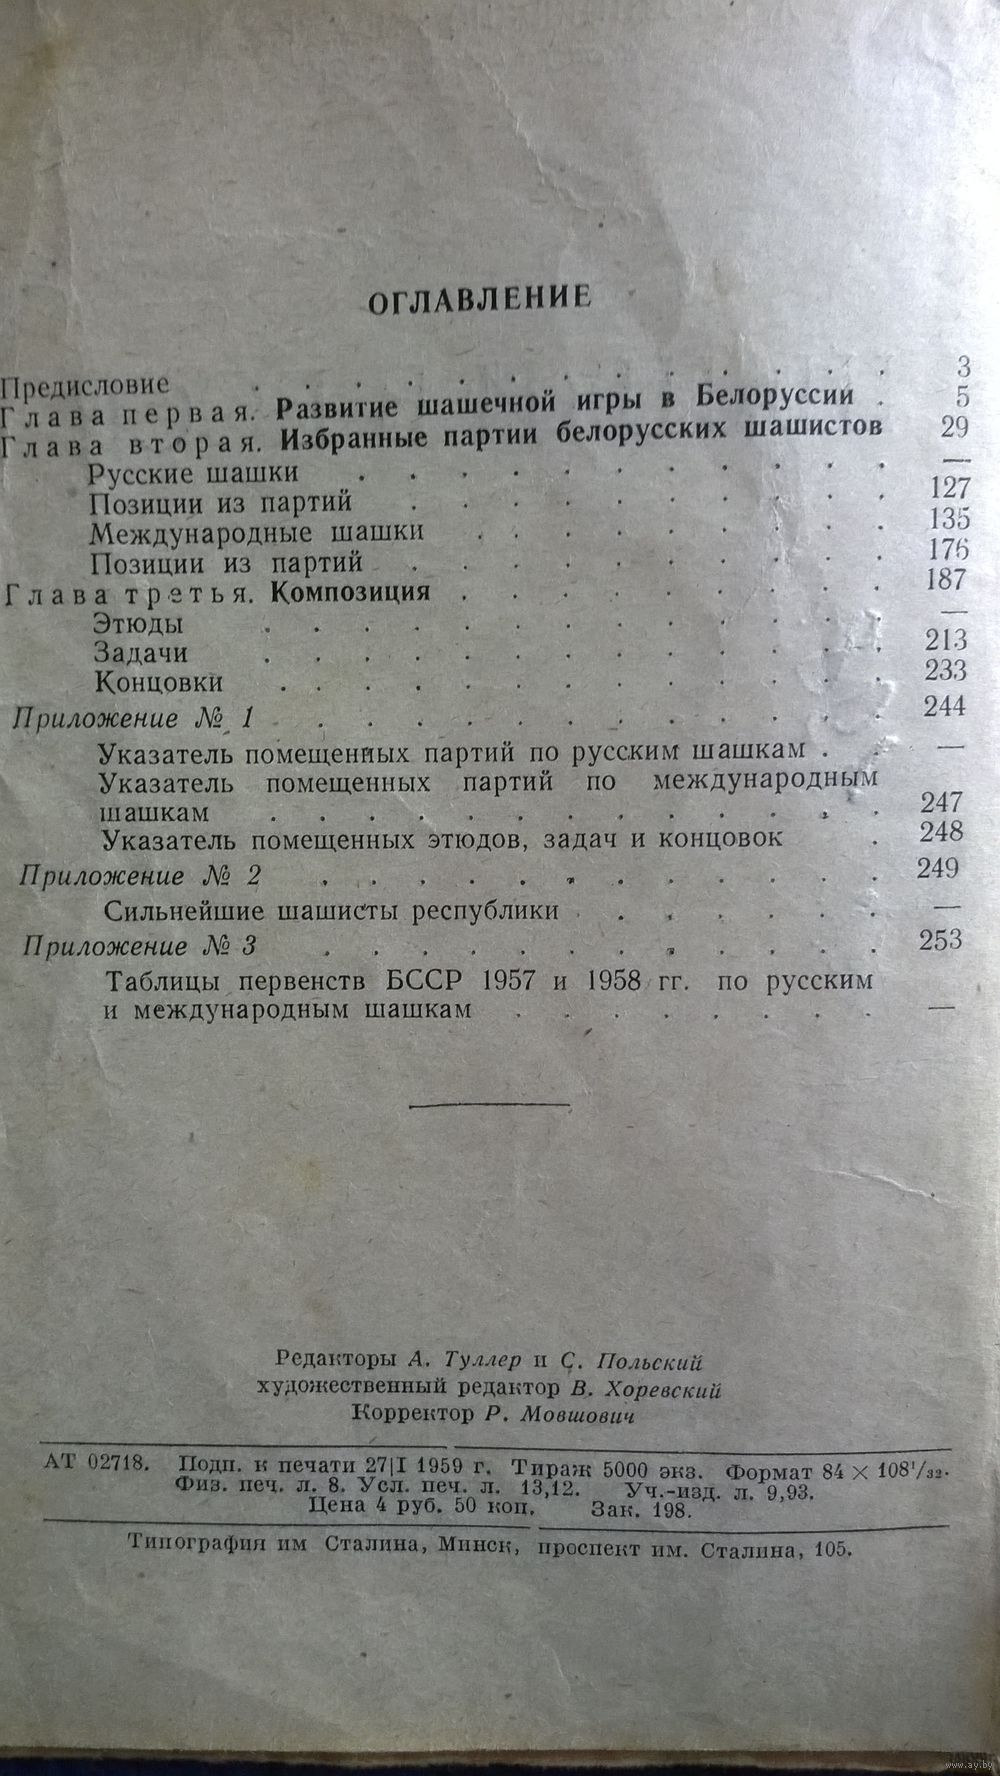 ОГЛАВЛЕНИЕ
Предисловие . . . . . . . . . . . . . 3
Глава первая. Развитие шашечной игры в Белоруссии . 5
Глава вторая. Избранные партии белорусских шашистов 29
Русские шашки . . . . . . . . . . . —
Позиции из партий . . . . . . . . . . 127
Международные шашки . . . . . . . . . 135
Позиции из партий . . . . . . . . . . 176
Глава третья. Композиция . . . . . . . . . 187
Этюды . . . . . . . . . . . . . —
Задачи . . . . . . . . . . . . . 213
Концовки . . . . . . . . . . . . . 233
Приложение № 1 . . . . . . . . . . . . 244
Указатель помещенных партий по русским шашкам . . —
Указатель помещенных партий по международным
шашкам . . . . . . . . . . . . . 247
Указатель помещенных этюдов, задач и концовок . 248
Приложение № 2 . . . . . . . . . . . . 249
Сильнейшие шашисты республики . . . . . . . —
Приложение № 3 . . . . . . . . . . . . 253
Таблицы первенств БССР 1957 и 1958 гг. по русским
и международным шашкам . . . . . . . . —
Редакторы А. Туллер и С. Польский
художественный редактор В. Хоревский
Корректор Р. Мовшович
АТ 02718. Подп. к печати 27|I 1959 г. Тираж 5000 экз. Формат 84 × 108¹/₃₂.
Физ. печ. л. 8. Усл. печ. л. 13,12. Уч.-изд. л. 9,93.
Цена 4 руб. 50 коп. Зак. 198.
Типография им Сталина, Минск, проспект им. Сталина, 105.
www.ay.by